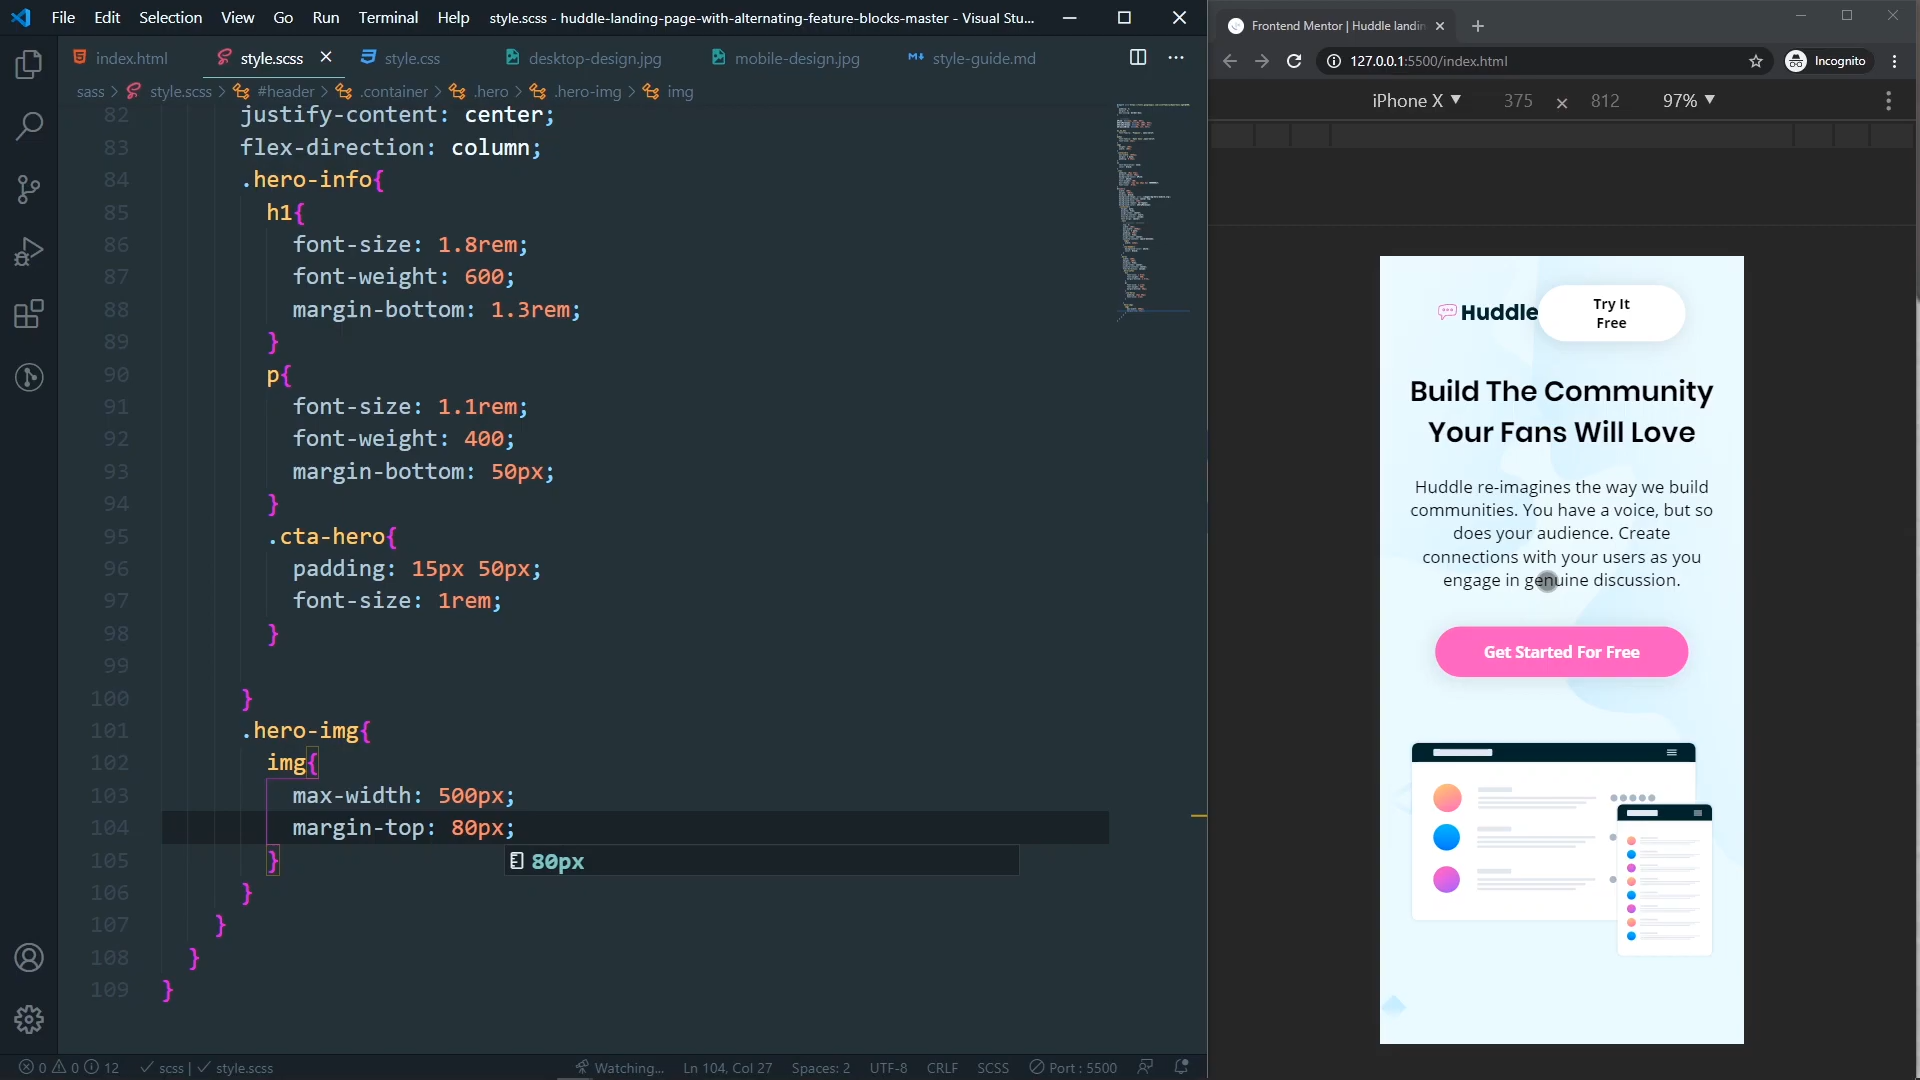 File Edit Selection View Go Run Terminal Help style.scss - huddle-landing-page-with-alternating-feature-blocks-master - Visual Stu...
index.html style.scss style.css desktop-design.jpg mobile-design.jpg style-guide.md
sass > style.scss > #header > .container > .hero > .hero-img > img
82 justify-content: center;
83 flex-direction: column;
84 .hero-info{
85 h1{
86 font-size: 1.8rem;
87 font-weight: 600;
88 margin-bottom: 1.3rem;
89 }
90 p{
91 font-size: 1.1rem;
92 font-weight: 400;
93 margin-bottom: 50px;
94 }
95 .cta-hero{
96 padding: 15px 50px;
97 font-size: 1rem;
98 }
99
100 }
101 .hero-img{
102 img{
103 max-width: 500px;
104 margin-top: 80px;
105 }
80px
106 }
107 }
108 }
109 }
0 0 12 scss | style.scss Watching... Ln 104, Col 27 Spaces: 2 UTF-8 CRLF SCSS Port : 5500
Frontend Mentor | Huddle landin
127.0.0.1:5500/index.html Incognito
iPhone X 375 × 812 97%
Huddle
Try It
Free
Build The Community
Your Fans Will Love
Huddle re-imagines the way we build
communities. You have a voice, but so
does your audience. Create
connections with your users as you
engage in genuine discussion.
Get Started For Free